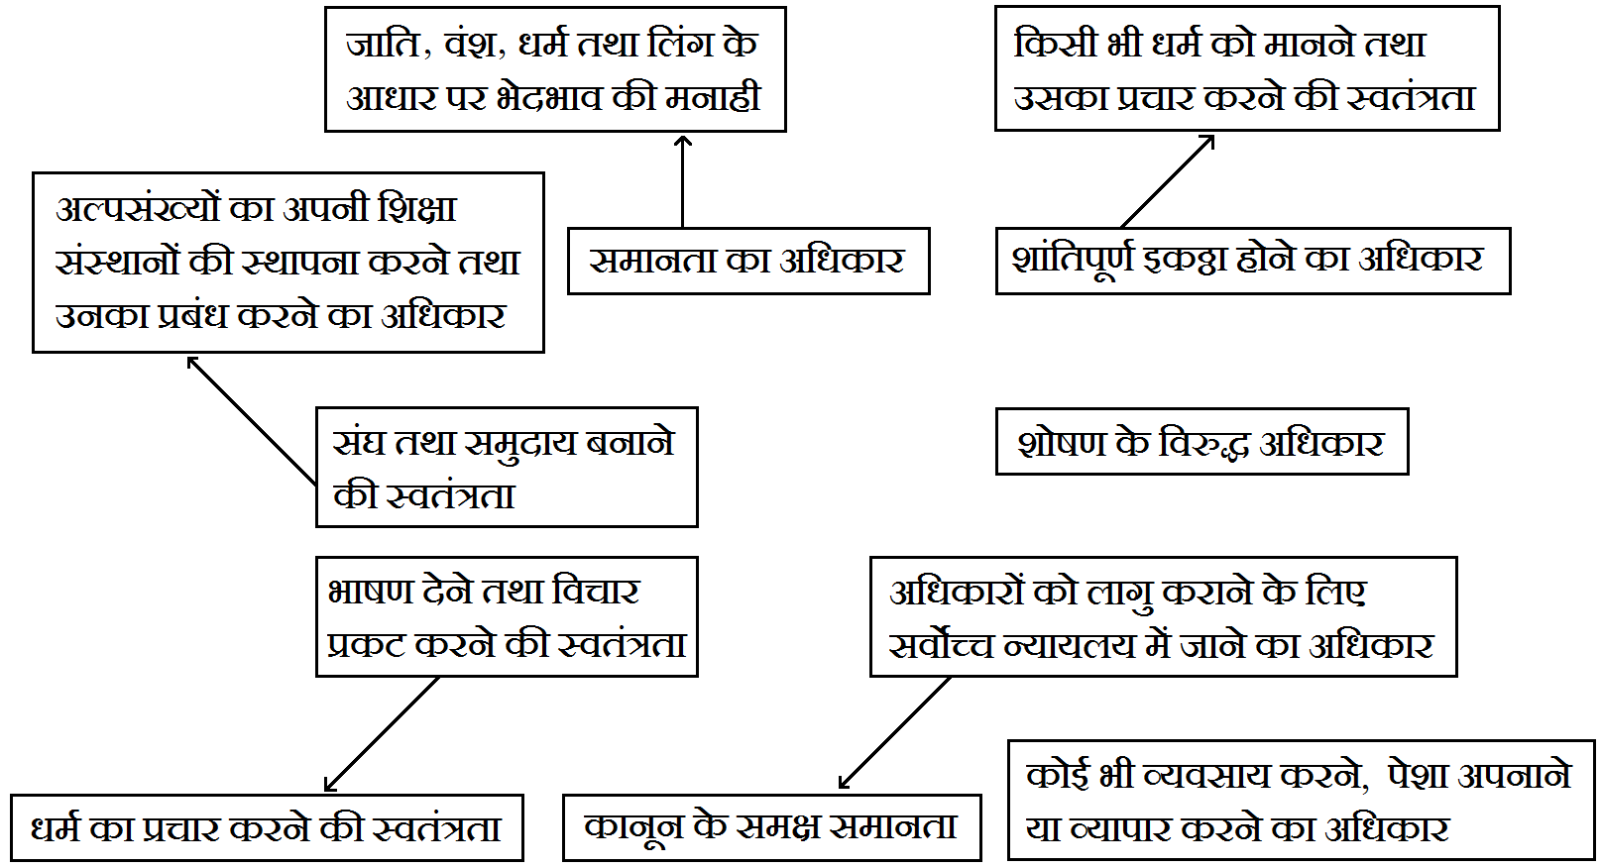 जाति, वंश, धर्म तथा लिंग के
आधार पर भेदभाव की मनाही
किसी भी धर्म को मानने तथा
उसका प्रचार करने की स्वतंत्रता
अल्पसंख्यों का अपनी शिक्षा
संस्थानों की स्थापना करने तथा
उनका प्रबंध करने का अधिकार
समानता का अधिकार
शांतिपूर्ण इकठ्ठा होने का अधिकार
संघ तथा समुदाय बनाने
की स्वतंत्रता
शोषण के विरुद्ध अधिकार
भाषण देने तथा विचार
प्रकट करने की स्वतंत्रता
अधिकारों को लागु कराने के लिए
सर्वोच्च न्यायलय में जाने का अधिकार
धर्म का प्रचार करने की स्वतंत्रता
कानून के समक्ष समानता
कोई भी व्यवसाय करने, पेशा अपनाने
या व्यापार करने का अधिकार